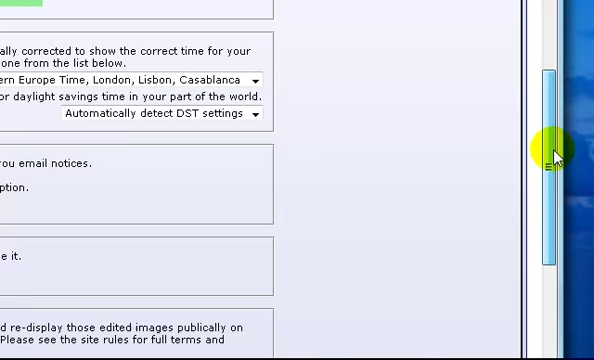 ally corrected to show the correct time for your
one from the list below.
ern Europe Time, London, Lisbon, Casablanca
or daylight savings time in your part of the world.
Automatically detect DST settings
you email notices.
ption.
e it.
d re-display those edited images publically on
Please see the site rules for full terms and